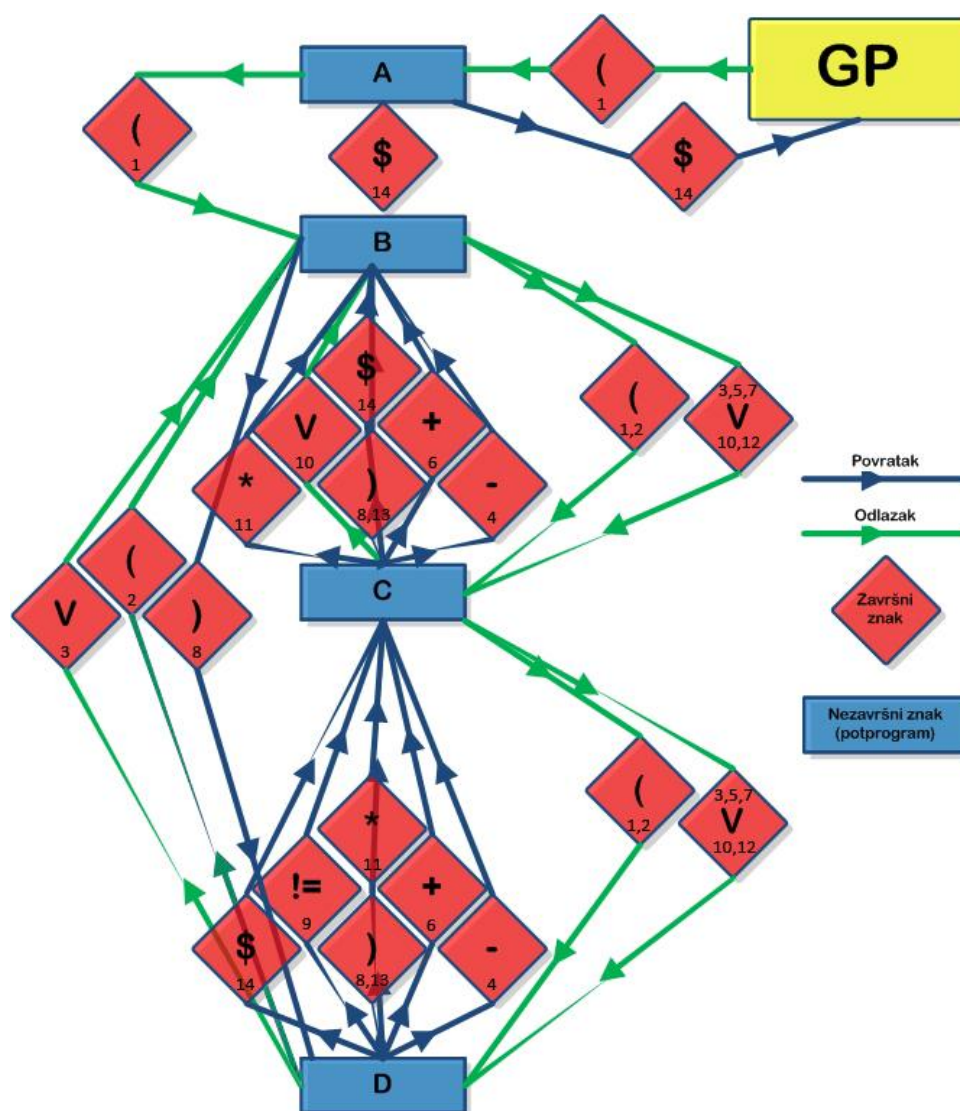 A
(
1
GP
(
1
$
14
$
14
B
$
14
V
10
+
6
*
11
)
8,13
-
4
(
1,2
3,5,7
V
10,12
Povratak
Odlazak
Završni
znak
Nezavršni znak
(potprogram)
V
3
(
2
)
8
C
*
11
!=
9
+
6
$
14
)
8,13
-
4
(
1,2
3,5,7
V
10,12
D